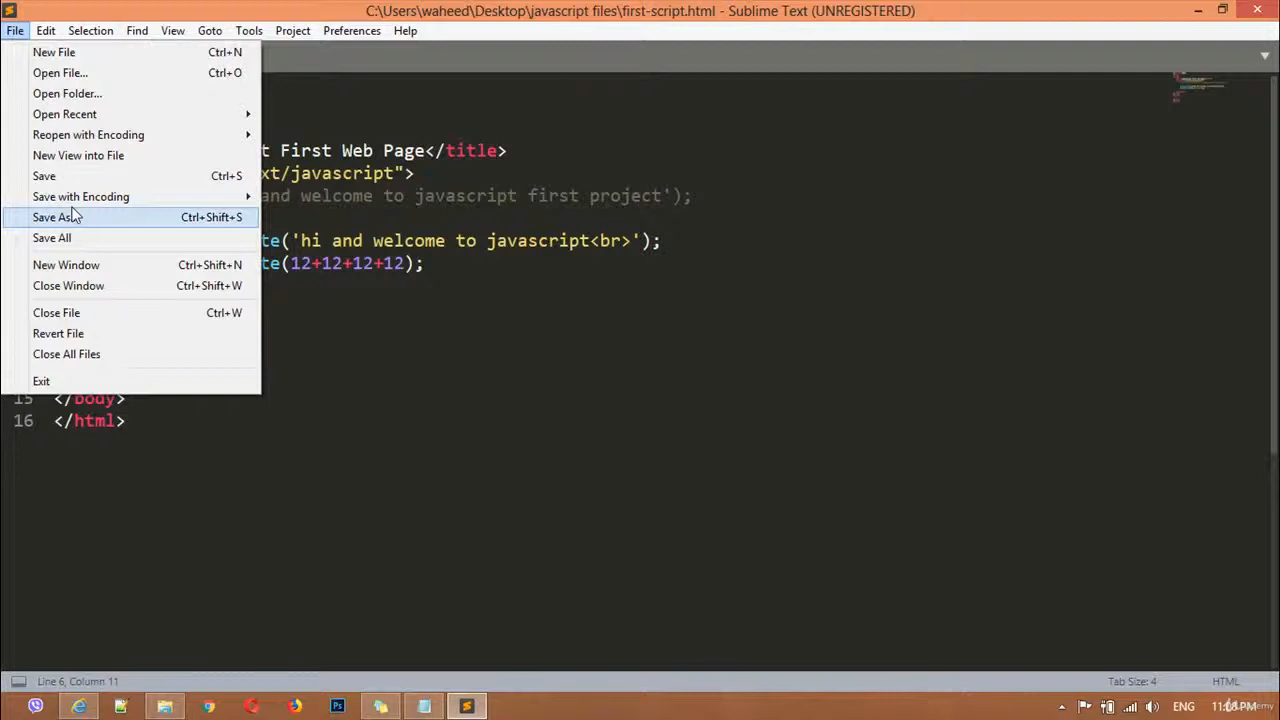 C:\Users\waheed\Desktop\javascript files\first-script.html - Sublime Text (UNREGISTERED)
File Edit Selection Find View Goto Tools Project Preferences Help
New File Ctrl+N
Open File... Ctrl+O
Open Folder...
Open Recent
Reopen with Encoding
New View into File
Save Ctrl+S
Save with Encoding
Save As Ctrl+Shift+S
Save All
New Window Ctrl+Shift+N
Close Window Ctrl+Shift+W
Close File Ctrl+W
Revert File
Close All Files
Exit
t First Web Page</title>
xt/javascript">
nd welcome to javascript first project');
te('hi and welcome to javascript<br>');
te(12+12+12+12);
15 </body>
16 </html>
Line 6, Column 11
Tab Size: 4
HTML
Ps
ENG
11:08 PM